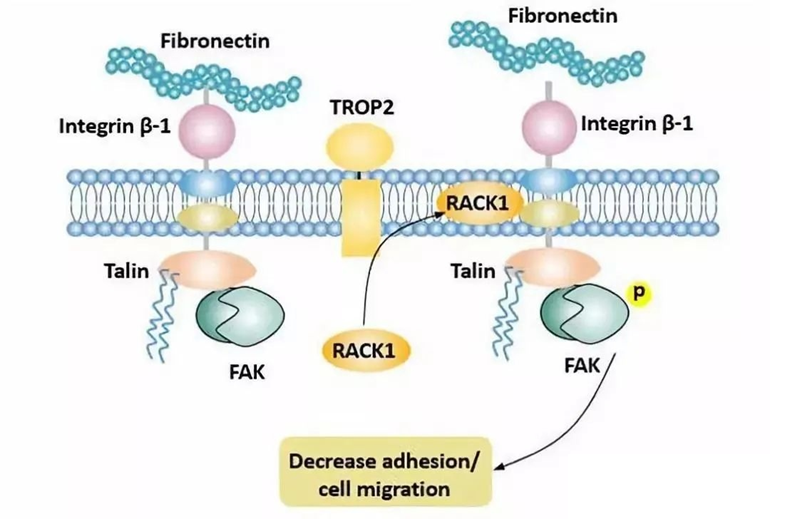 Fibronectin
Fibronectin
Integrin β-1
TROP2
Integrin β-1
RACK1
Talin
Talin
P
FAK
RACK1
FAK
Decrease adhesion/
cell migration